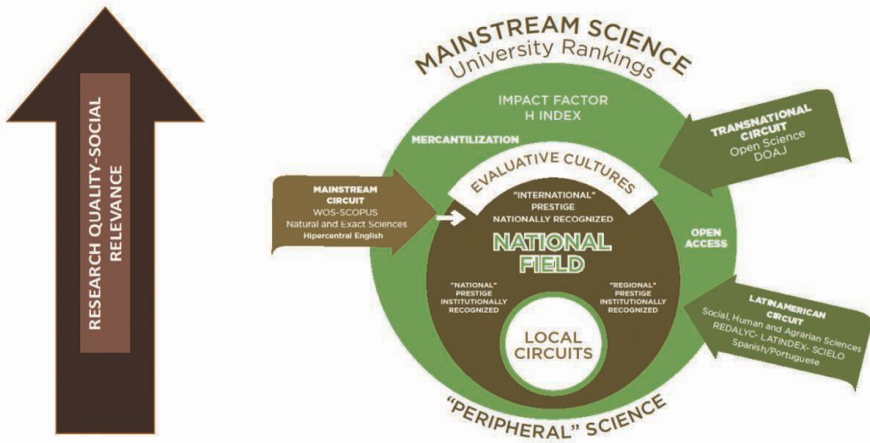 RESEARCH QUALITY-SOCIAL
RELEVANCE
MAINSTREAM SCIENCE
University Rankings
IMPACT FACTOR
H INDEX
MERCANTILIZATION
EVALUATIVE CULTURES
MAINSTREAM
CIRCUIT
WOS-SCOPUS
Natural and Exact Sciences
Hipercentral English
TRANSNATIONAL
CIRCUIT
Open Science
DOAJ
"INTERNATIONAL"
PRESTIGE
NATIONALLY RECOGNIZED
NATIONAL
FIELD
OPEN
ACCESS
"NATIONAL"
PRESTIGE
INSTITUTIONALLY
RECOGNIZED
"REGIONAL"
PRESTIGE
INSTITUTIONALLY
RECOGNIZED
LATINAMERICAN
CIRCUIT
Social, Human and Agrarian Sciences
REDALYC- LATINDEX- SCIELO
Spanish/Portuguese
LOCAL
CIRCUITS
"PERIPHERAL" SCIENCE